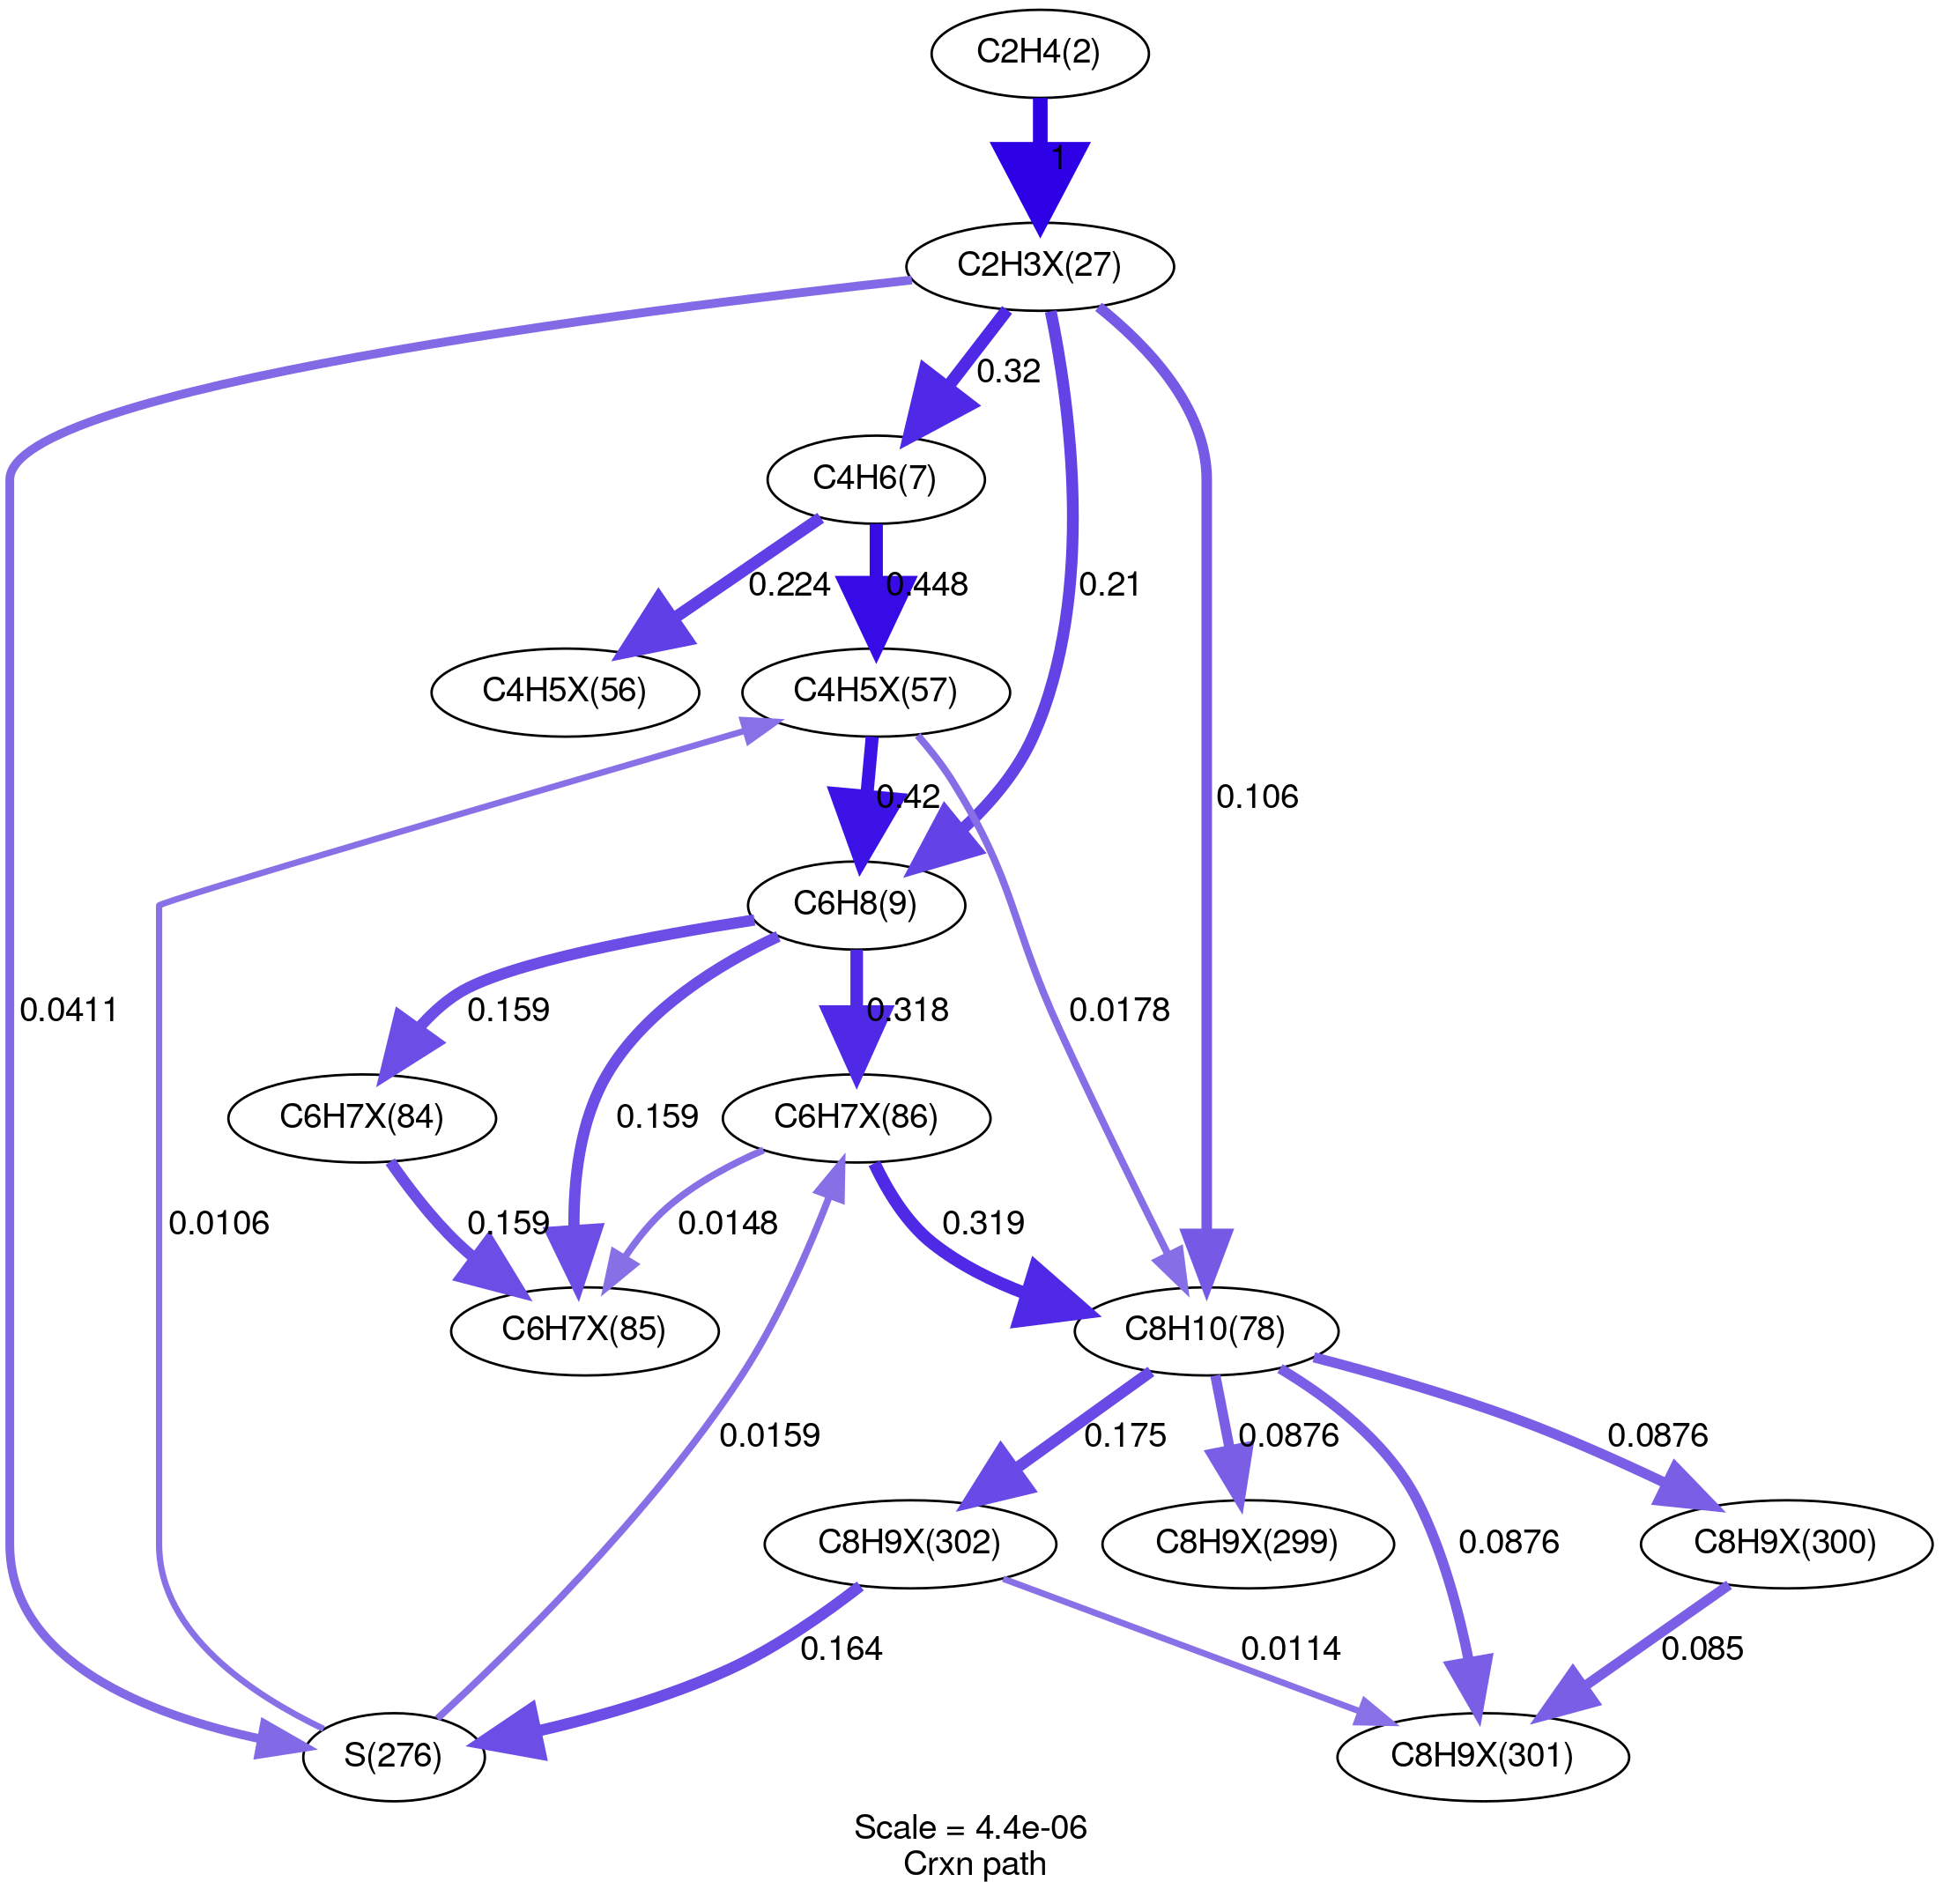 C2H4(2)
1
C2H3X(27)
0.32
C4H6(7)
0.224
0.448
0.21
C4H5X(56)
C4H5X(57)
0.42
0.106
C6H8(9)
0.0411
0.159
0.318
0.0178
C6H7X(84)
0.159
C6H7X(86)
0.0106
0.159
0.0148
0.319
C6H7X(85)
C8H10(78)
0.0159
0.175
0.0876
0.0876
C8H9X(302)
C8H9X(299)
0.0876
C8H9X(300)
0.164
0.0114
0.085
S(276)
C8H9X(301)
Scale = 4.4e-06
Crxn path